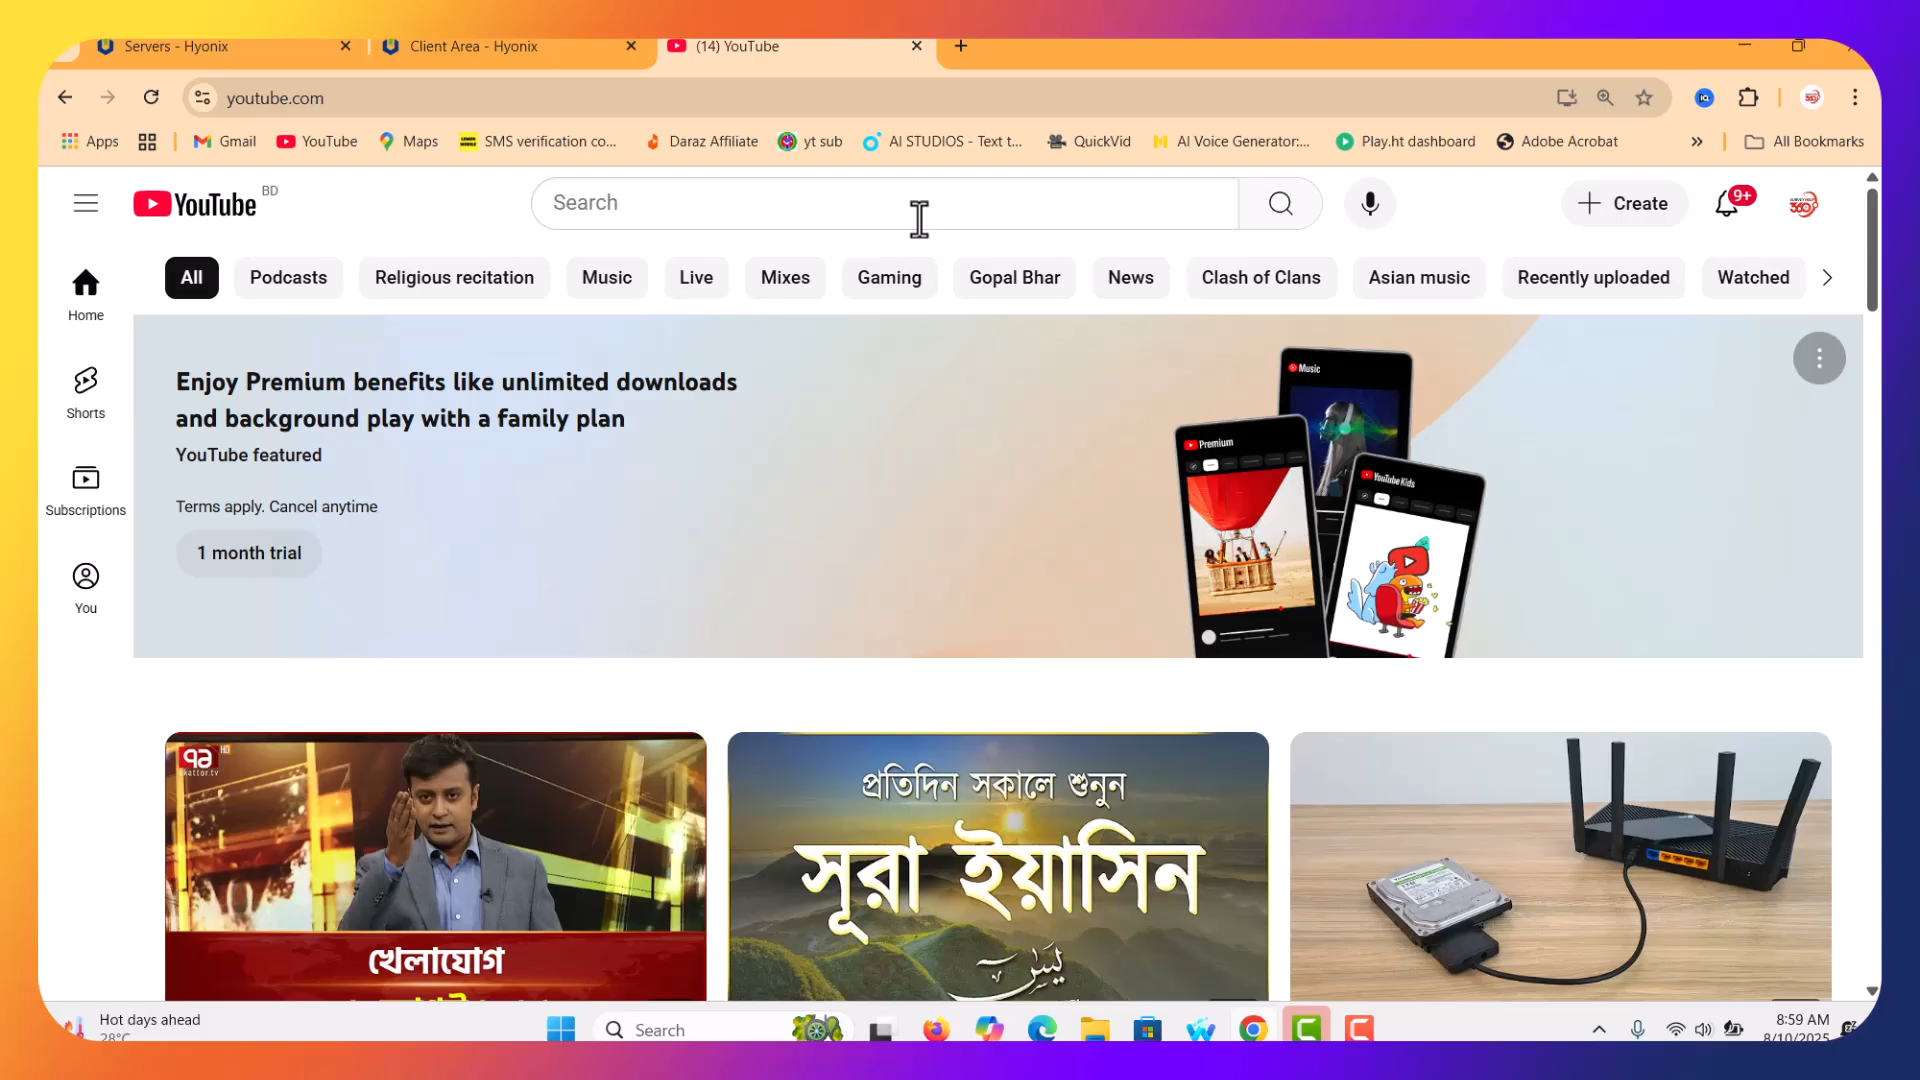 Servers - Hyonix
Client Area - Hyonix
(14) YouTube
youtube.com
Apps
Gmail
YouTube
Maps
SMS verification co...
Daraz Affiliate
yt sub
AI STUDIOS - Text t...
QuickVid
AI Voice Generator:...
Play.ht dashboard
Adobe Acrobat
All Bookmarks
YouTube BD
Search
Create
9+
360
All
Podcasts
Religious recitation
Music
Live
Mixes
Gaming
Gopal Bhar
News
Clash of Clans
Asian music
Recently uploaded
Watched
Home
Shorts
Subscriptions
You
Enjoy Premium benefits like unlimited downloads
and background play with a family plan
YouTube featured
Terms apply. Cancel anytime
1 month trial
Music
Premium
YouTube Kids
প্রতিদিন সকালে শুনুন
সূরা ইয়াসিন
يس
খেলাযোগ
Hot days ahead
28°C
Search
8:59 AM
8/10/2025